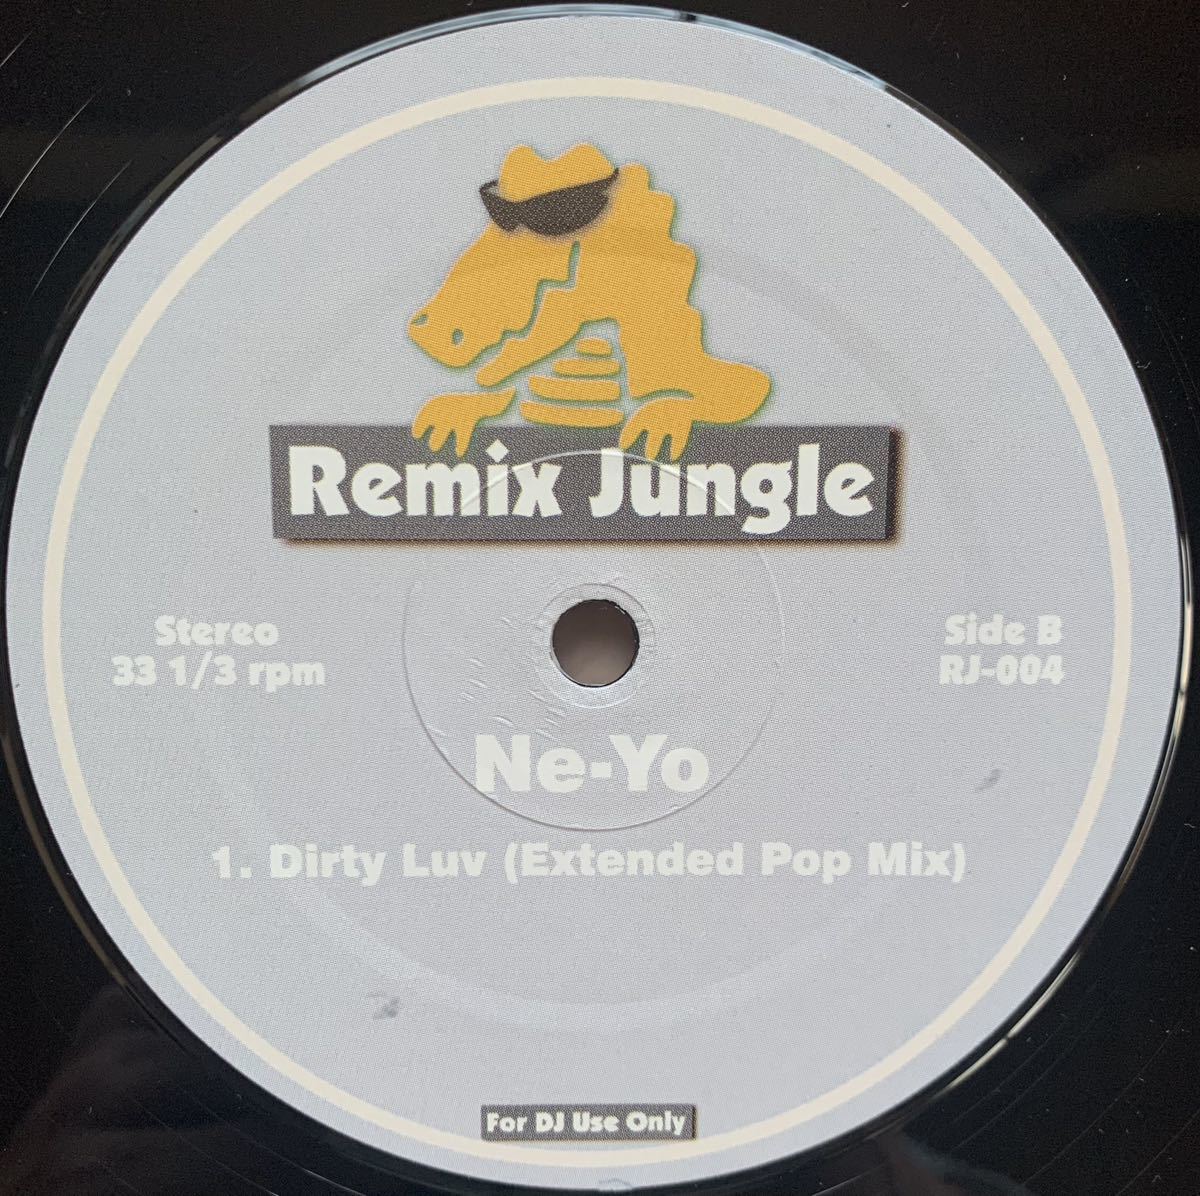 Remix Jungle
Stereo
33 1/3 rpm
Side B
RJ-004
Ne-Yo
1. Dirty Luv (Extended Pop Mix)
For DJ Use Only